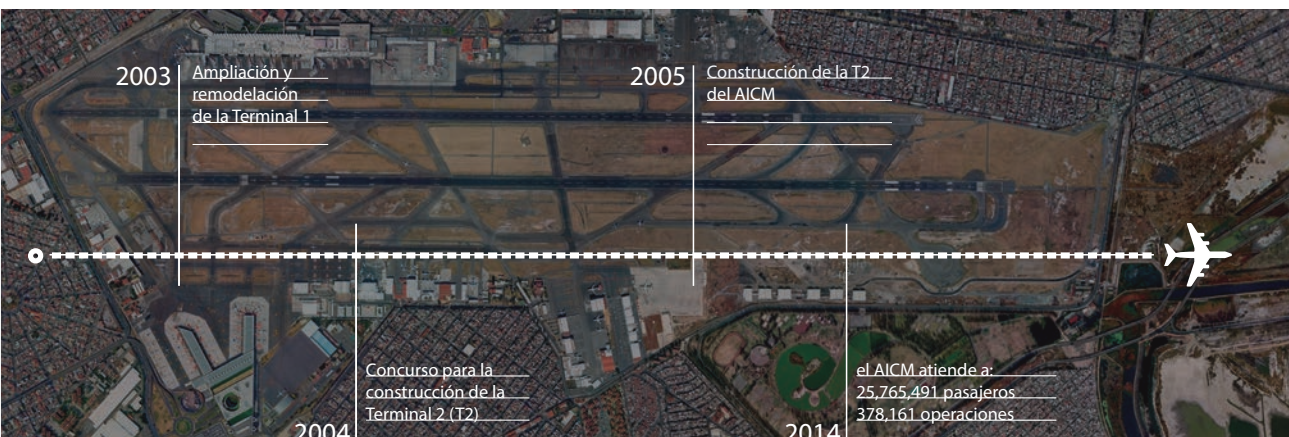 2003
Ampliación y
remodelación
de la Terminal 1
2004
Concurso para la
construcción de la
Terminal 2 (T2)
2005
Construcción de la T2
del AICM
2014
el AICM atiende a:
25,765,491 pasajeros
378,161 operaciones